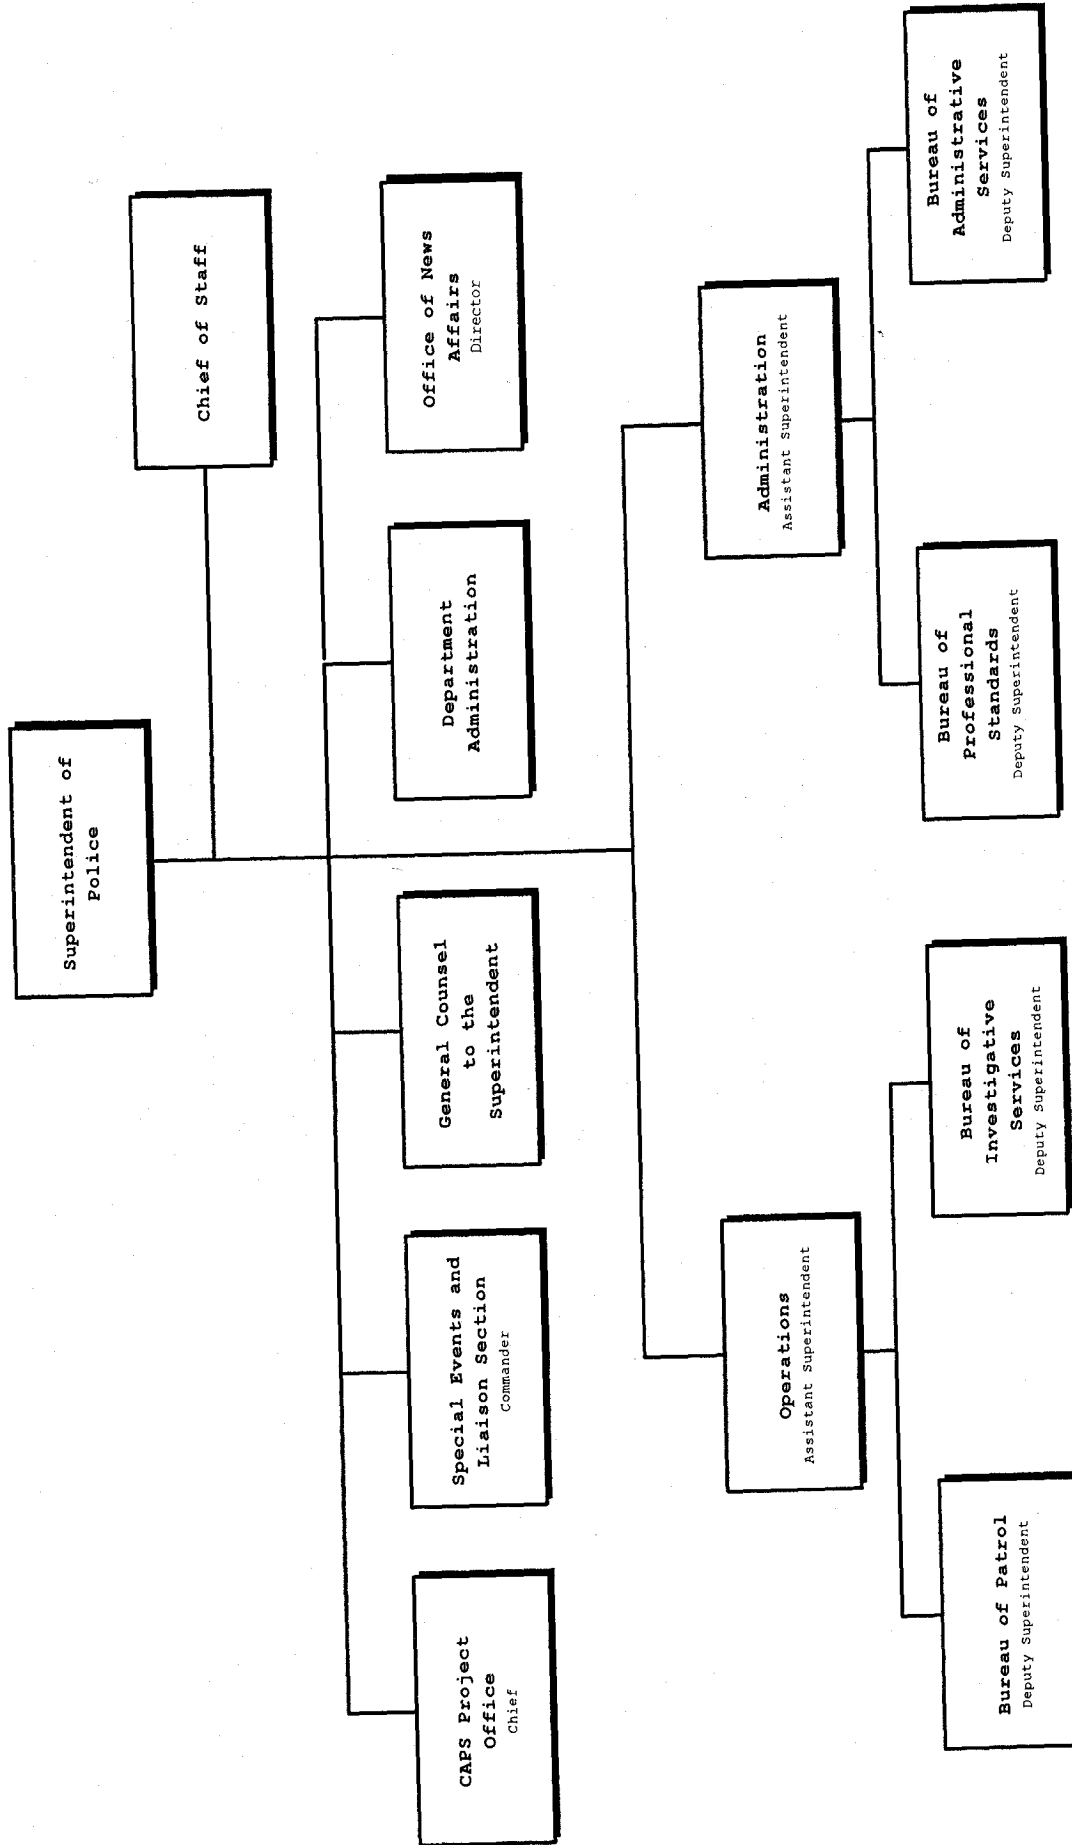 Superintendent of
Police
Chief of Staff
CAPS Project
Office
Chief
Special Events and
Liaison Section
Commander
General Counsel
to the
Superintendent
Department
Administration
Office of News
Affairs
Director
Operations
Assistant Superintendent
Administration
Assistant Superintendent
Bureau of Patrol
Deputy Superintendent
Bureau of
Investigative
Services
Deputy Superintendent
Bureau of
Professional
Standards
Deputy Superintendent
Bureau of
Administrative
Services
Deputy Superintendent